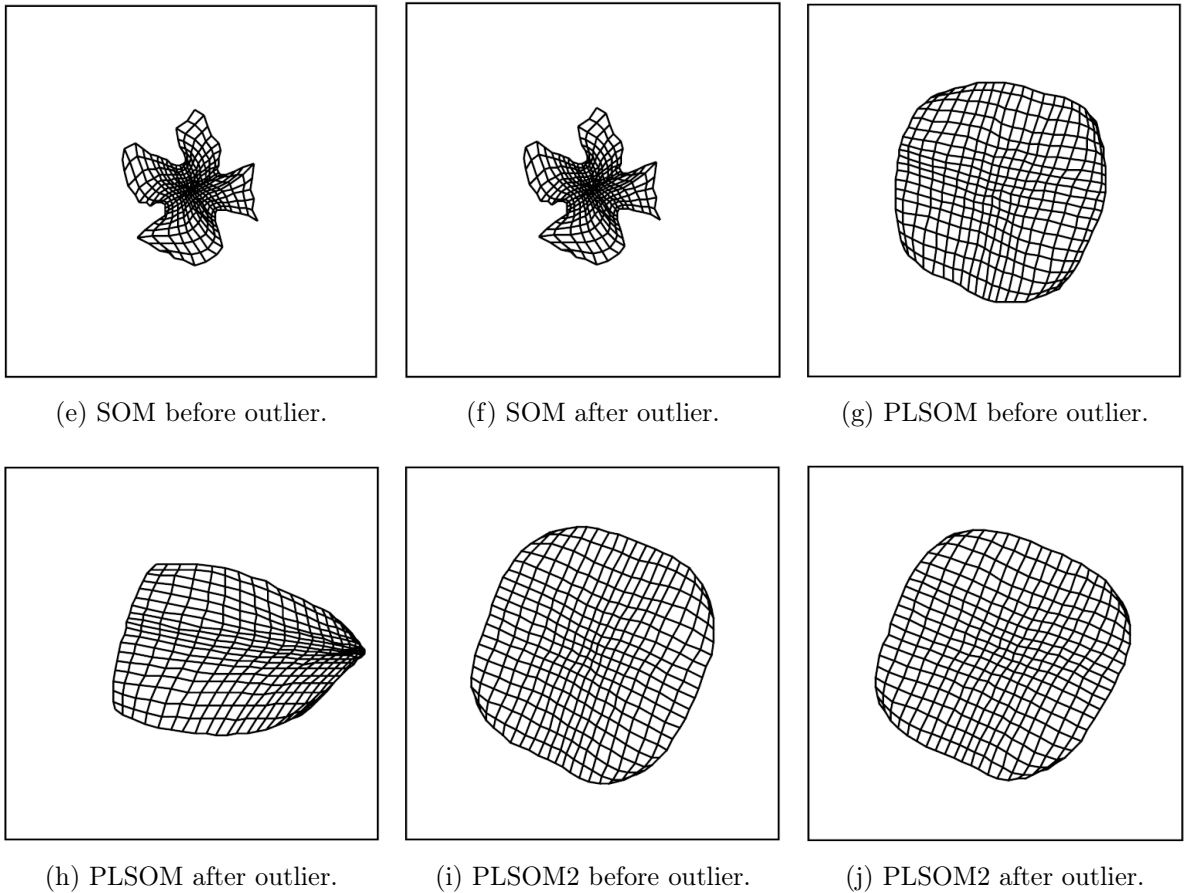 (e) SOM before outlier.
(f) SOM after outlier.
(g) PLSOM before outlier.
(h) PLSOM after outlier.
(i) PLSOM2 before outlier.
(j) PLSOM2 after outlier.